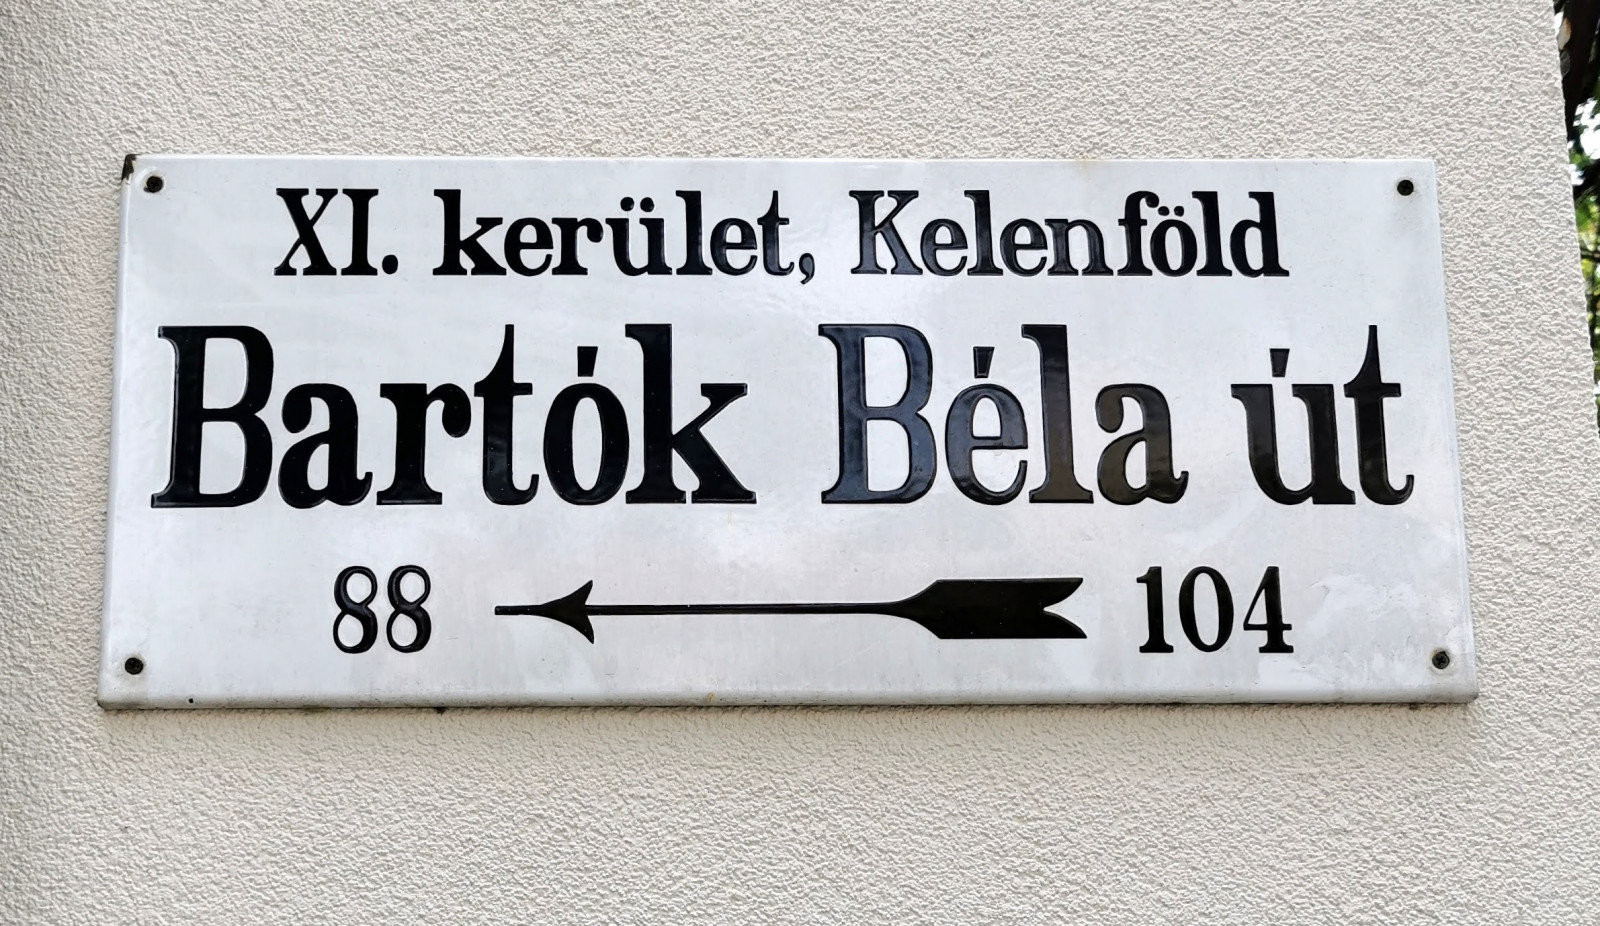 XI. kerület, Kelenföld
Bartók Béla út
88 104